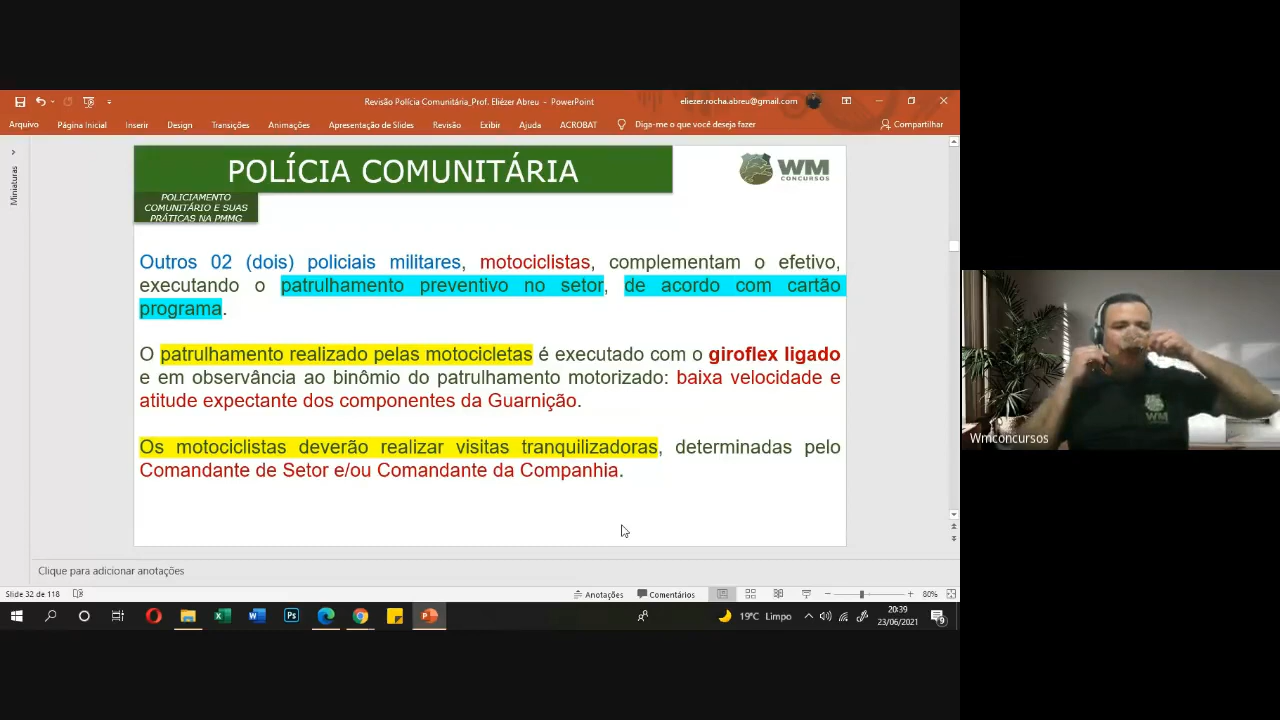 Revisão Polícia Comunitária_Prof. Eliézer Abreu - PowerPoint
eliezer.rocha.abreu@gmail.com
Arquivo Página Inicial Inserir Design Transições Animações Apresentação de Slides Revisão Exibir Ajuda ACROBAT Diga-me o que você deseja fazer Compartilhar
Miniaturas
POLÍCIA COMUNITÁRIA
WM
CONCURSOS
POLICIAMENTO
COMUNITÁRIO E SUAS
PRÁTICAS NA PMMG
Outros 02 (dois) policiais militares, motociclistas, complementam o efetivo,
executando o patrulhamento preventivo no setor, de acordo com cartão
programa.
O patrulhamento realizado pelas motocicletas é executado com o giroflex ligado
e em observância ao binômio do patrulhamento motorizado: baixa velocidade e
atitude expectante dos componentes da Guarnição.
Os motociclistas deverão realizar visitas tranquilizadoras, determinadas pelo
Comandante de Setor e/ou Comandante da Companhia.
WM
Wmconcursos
Clique para adicionar anotações
Slide 32 de 118 Anotações Comentários 80%
Ps
19°C Limpo
20:39
23/06/2021
9